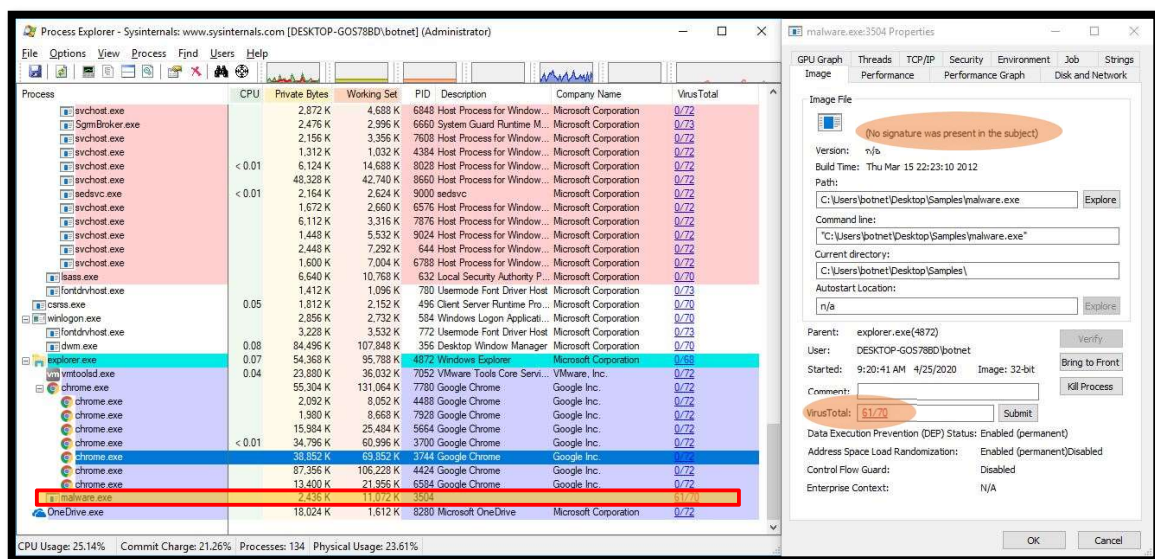 Process Explorer - Sysinternals: www.sysinternals.com [DESKTOP-GOS78BD\botnet] (Administrator)
File Options View Process Find Users Help
Process CPU Private Bytes Working Set PID Description Company Name VirusTotal
svchost.exe 2,872 K 4,688 K 6848 Host Process for Window... Microsoft Corporation 0/72
SgrmBroker.exe 2,476 K 2,996 K 6660 System Guard Runtime M... Microsoft Corporation 0/73
svchost.exe 2,156 K 3,356 K 7608 Host Process for Window... Microsoft Corporation 0/72
svchost.exe 1,312 K 1,032 K 4384 Host Process for Window... Microsoft Corporation 0/72
svchost.exe < 0.01 6,124 K 14,688 K 8028 Host Process for Window... Microsoft Corporation 0/72
svchost.exe 48,328 K 42,740 K 8660 Host Process for Window... Microsoft Corporation 0/72
sedsvc.exe < 0.01 2,164 K 2,624 K 9000 sedsvc Microsoft Corporation 0/72
svchost.exe 1,672 K 2,660 K 6576 Host Process for Window... Microsoft Corporation 0/72
svchost.exe 6,112 K 3,316 K 7876 Host Process for Window... Microsoft Corporation 0/72
svchost.exe 1,448 K 5,532 K 9024 Host Process for Window... Microsoft Corporation 0/72
svchost.exe 2,448 K 7,292 K 644 Host Process for Window... Microsoft Corporation 0/72
svchost.exe 1,600 K 7,004 K 6788 Host Process for Window... Microsoft Corporation 0/72
lsass.exe 6,640 K 10,768 K 632 Local Security Authority P... Microsoft Corporation 0/70
fontdrvhost.exe 1,412 K 1,096 K 780 Usermode Font Driver Host Microsoft Corporation 0/73
csrss.exe 0.05 1,812 K 2,152 K 496 Client Server Runtime Pro... Microsoft Corporation 0/70
winlogon.exe 2,856 K 2,732 K 584 Windows Logon Applicati... Microsoft Corporation 0/70
fontdrvhost.exe 3,228 K 3,532 K 772 Usermode Font Driver Host Microsoft Corporation 0/73
dwm.exe 0.08 84,496 K 107,848 K 356 Desktop Window Manager Microsoft Corporation 0/70
explorer.exe 0.07 54,368 K 95,788 K 4872 Windows Explorer Microsoft Corporation 0/68
vm vmtoolsd.exe 0.04 23,880 K 36,032 K 7052 VMware Tools Core Servi... VMware, Inc. 0/72
chrome.exe 55,304 K 131,064 K 7780 Google Chrome Google Inc. 0/72
chrome.exe 2,092 K 8,052 K 4488 Google Chrome Google Inc. 0/72
chrome.exe 1,980 K 8,668 K 7928 Google Chrome Google Inc. 0/72
chrome.exe 15,984 K 25,484 K 5664 Google Chrome Google Inc. 0/72
chrome.exe < 0.01 34,796 K 60,996 K 3700 Google Chrome Google Inc. 0/72
chrome.exe 38,852 K 69,852 K 3744 Google Chrome Google Inc. 0/72
chrome.exe 87,356 K 106,228 K 4424 Google Chrome Google Inc. 0/72
chrome.exe 13,400 K 21,956 K 6584 Google Chrome Google Inc. 0/72
malware.exe 2,436 K 11,072 K 3504 61/70
OneDrive.exe 18,024 K 1,612 K 8280 Microsoft OneDrive Microsoft Corporation 0/72
CPU Usage: 25.14% Commit Charge: 21.26% Processes: 134 Physical Usage: 23.61%
malware.exe:3504 Properties
GPU Graph Threads TCP/IP Security Environment Job Strings
Image Performance Performance Graph Disk and Network
Image File
(No signature was present in the subject)
Version: n/a
Build Time: Thu Mar 15 22:23:10 2012
Path:
C:\Users\botnet\Desktop\Samples\malware.exe Explore
Command line:
"C:\Users\botnet\Desktop\Samples\malware.exe"
Current directory:
C:\Users\botnet\Desktop\Samples\
Autostart Location:
n/a Explore
Parent: explorer.exe(4872) Verify
User: DESKTOP-GOS78BD\botnet
Bring to Front
Started: 9:20:41 AM 4/25/2020 Image: 32-bit
Kill Process
Comment:
VirusTotal: 61/70 Submit
Data Execution Prevention (DEP) Status: Enabled (permanent)
Address Space Load Randomization: Enabled (permanent)Disabled
Control Flow Guard: Disabled
Enterprise Context: N/A
OK Cancel